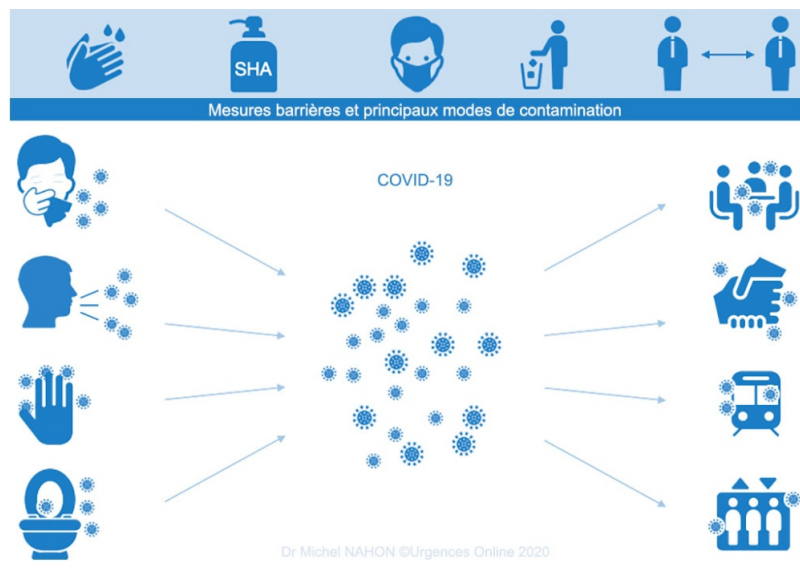 SHA
Mesures barrières et principaux modes de contamination
COVID-19
Dr Michel NAHON ©Urgences Online 2020